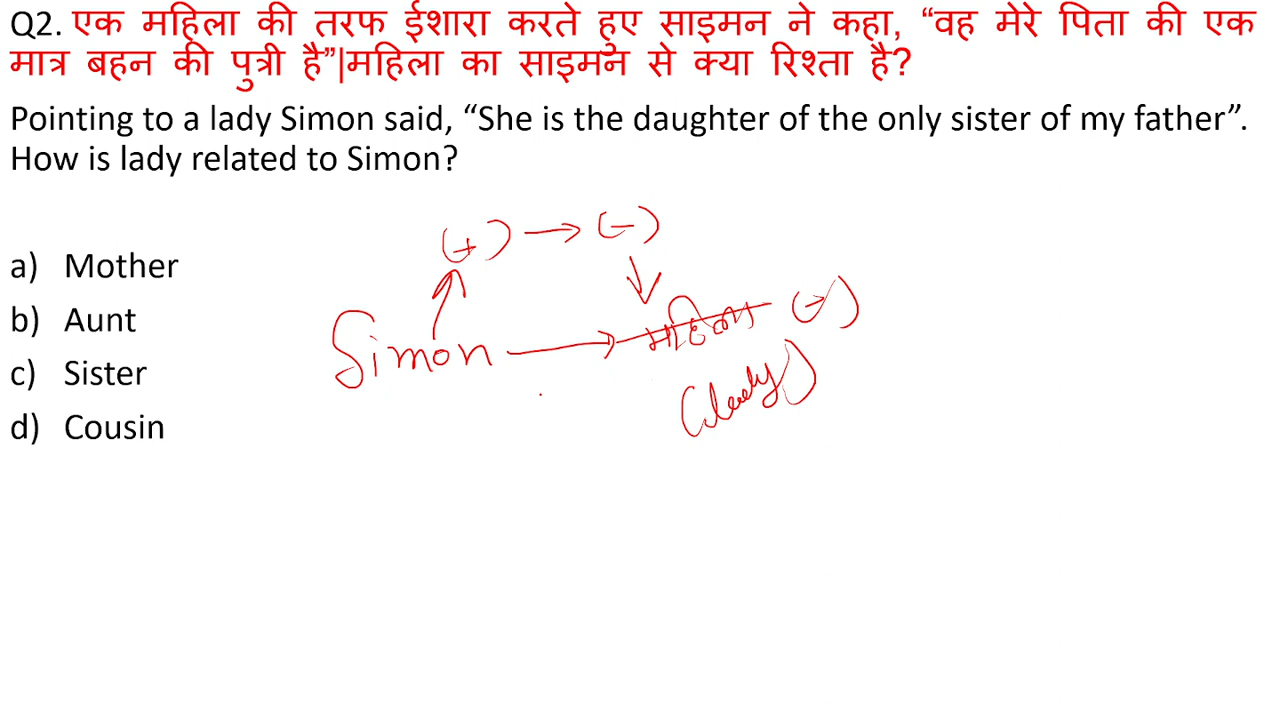 Q2. एक महिला की तरफ ईशारा करते हुए साइमन ने कहा, “वह मेरे पिता की एक
मात्र बहन की पुत्री है”|महिला का साइमन से क्या रिश्ता है?
Pointing to a lady Simon said, “She is the daughter of the only sister of my father”.
How is lady related to Simon?
(+) → (-)
a) Mother
b) Aunt
Simon → महिला (-)
(lady)
c) Sister
d) Cousin